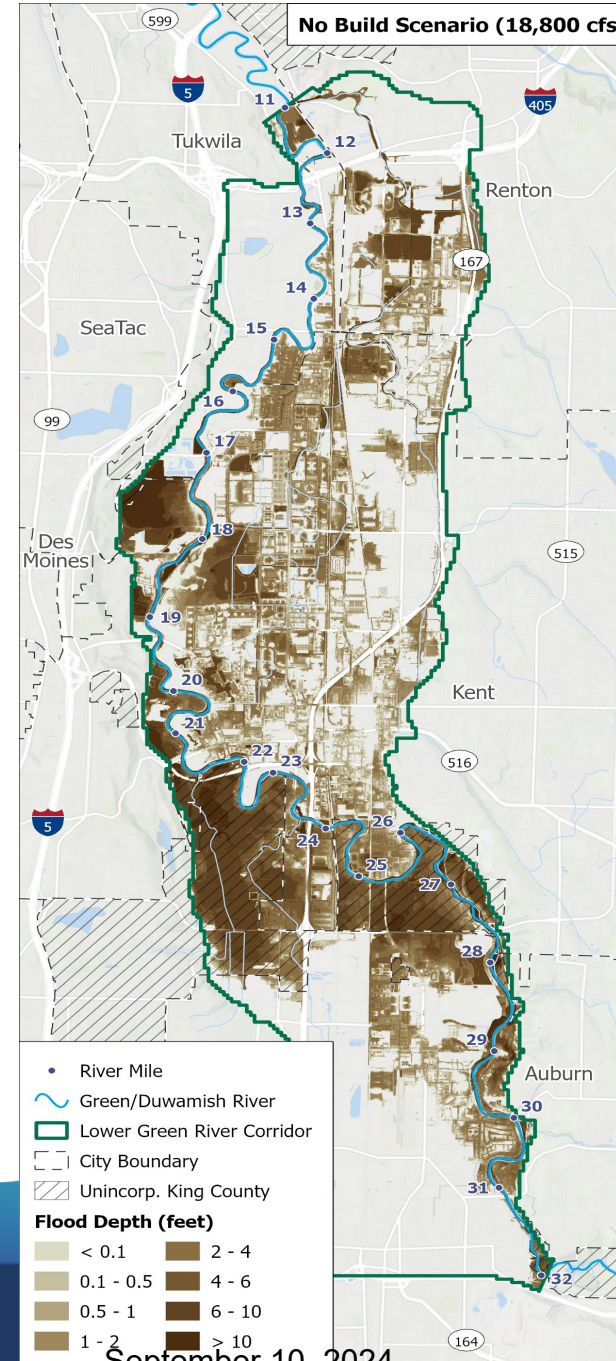 No Build Scenario (18,800 cfs
599
5
11
405
Tukwila
12
Renton
13
167
14
15
SeaTac
16
99
17
18
Des
Moines
515
19
20
Kent
21
22
23
516
5
24
26
25
27
28
29
Auburn
30
31
32
164
River Mile
Green/Duwamish River
Lower Green River Corridor
City Boundary
Unincorp. King County
Flood Depth (feet)
< 0.1
0.1 - 0.5
0.5 - 1
1 - 2
2 - 4
4 - 6
6 - 10
> 10
September 10, 2024